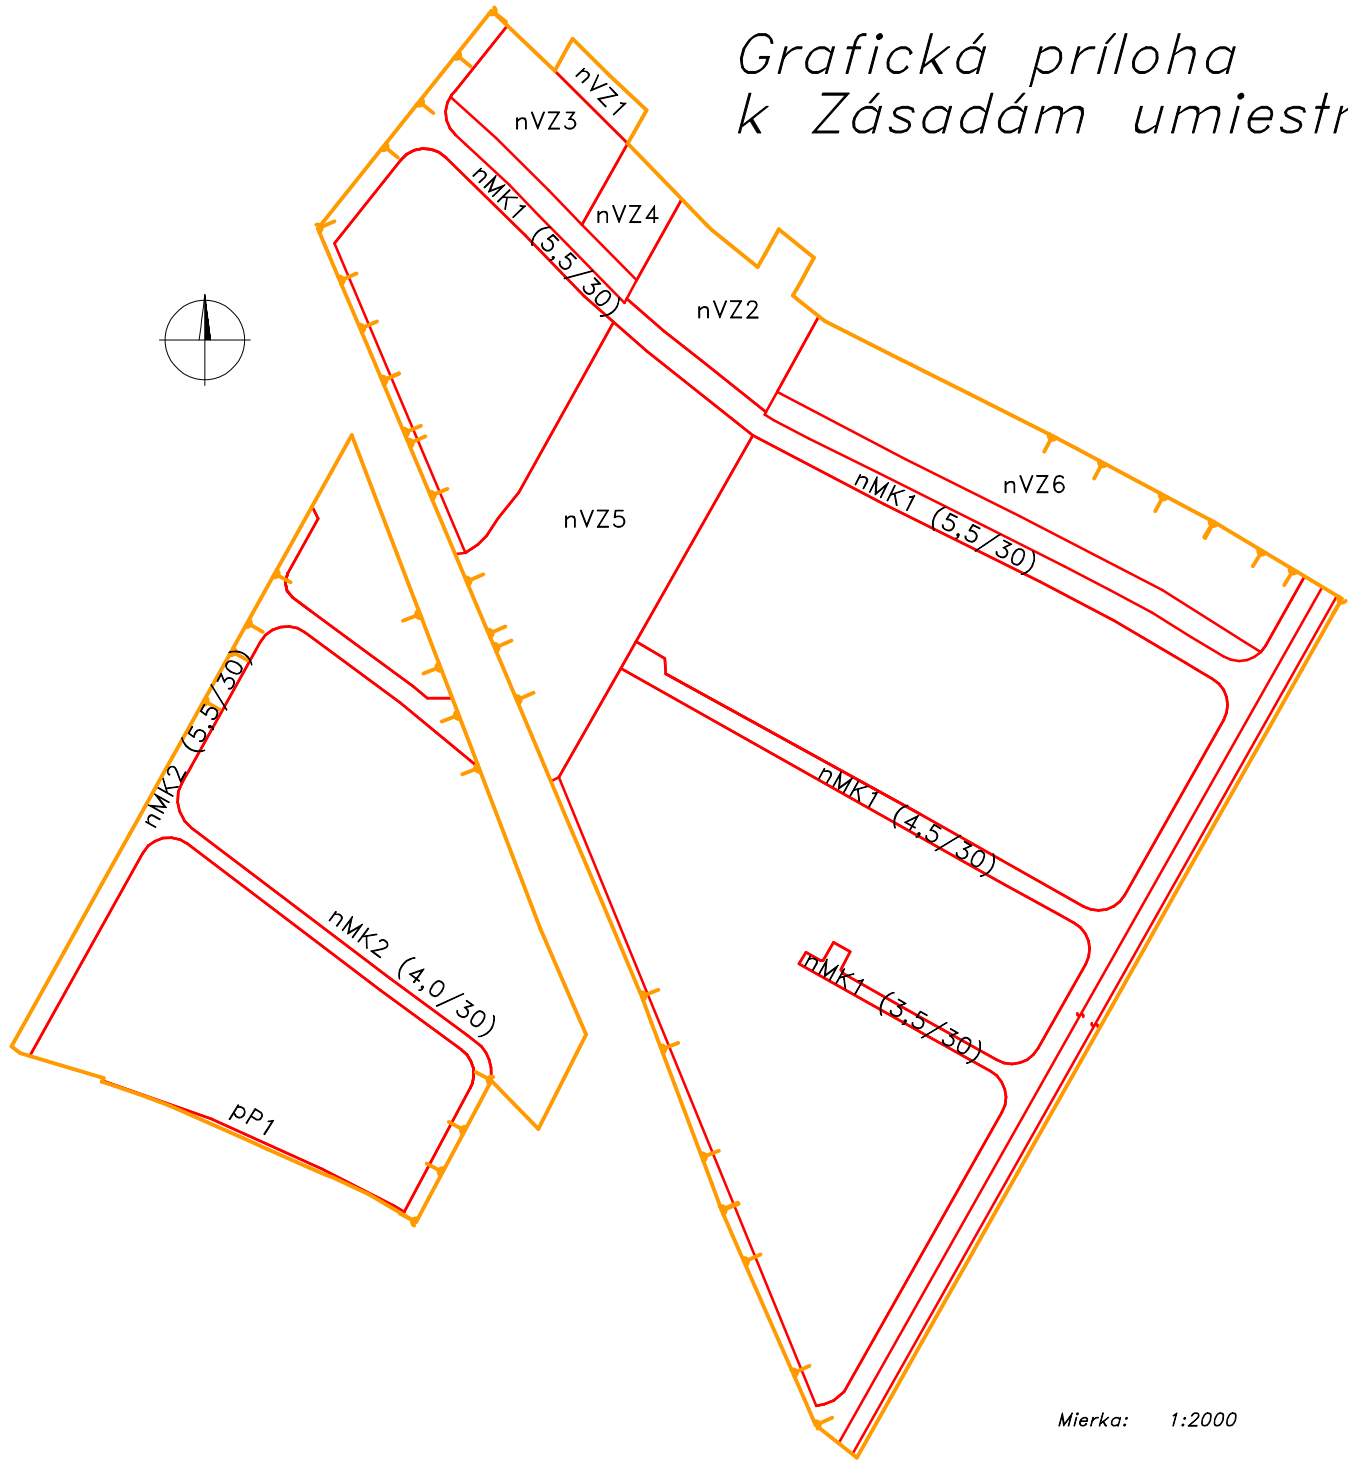 Grafická príloha
k Zásadám umiestn
nVZ1
nVZ3
nMK1 (5,5/30)
nVZ4
nVZ2
nVZ6
nMK1 (5,5/30)
nVZ5
nMK2 (5,5/30)
nMK1 (4,5/30)
nMK2 (4,0/30)
nMK1 (3,5/30)
pP1
Mierka: 1:2000